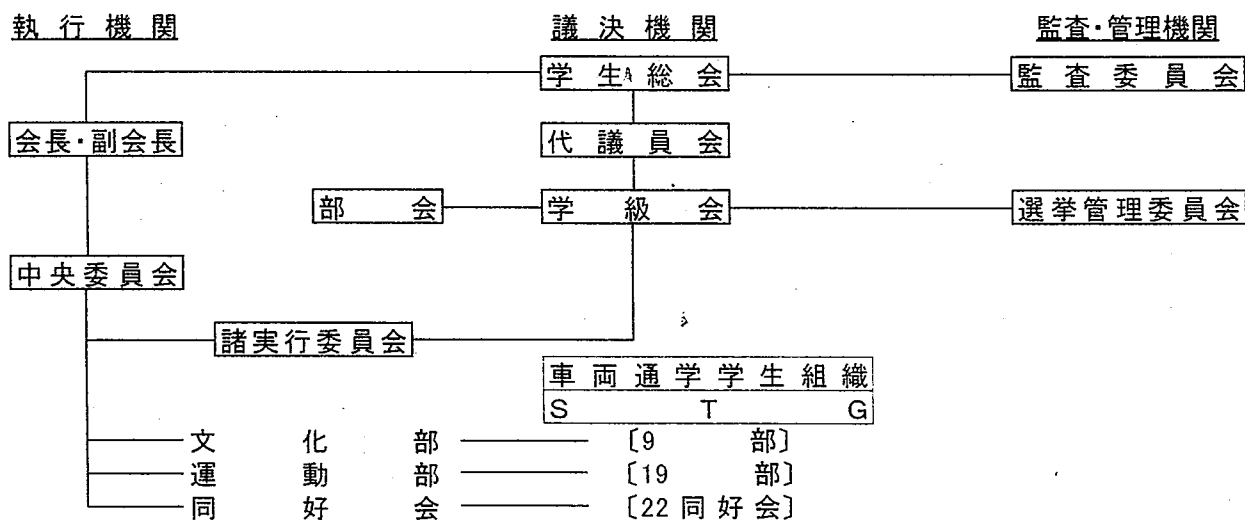 執行機関 議決機関 監査・管理機関
学生総会 監査委員会
会長・副会長 代議員会
部会 学級会 選挙管理委員会
中央委員会
諸実行委員会
車両通学学生組織
STG
文化部 〔9部〕
運動部 〔19部〕
同好会 〔22同好会〕